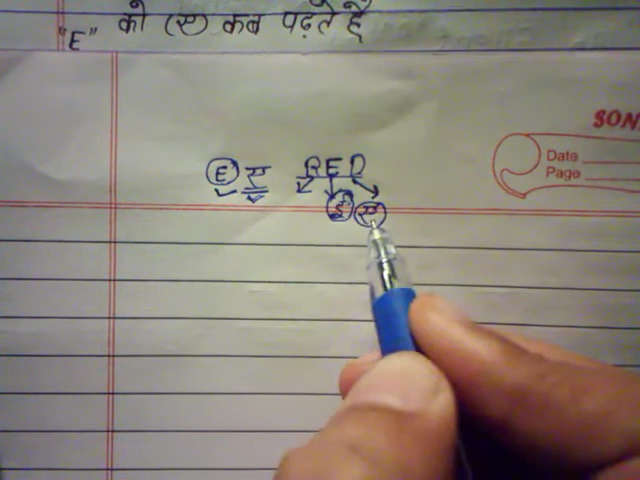 "E" को (ए) कब पढ़ते हैं
SON
Date
Page
E ए RED
ई ए